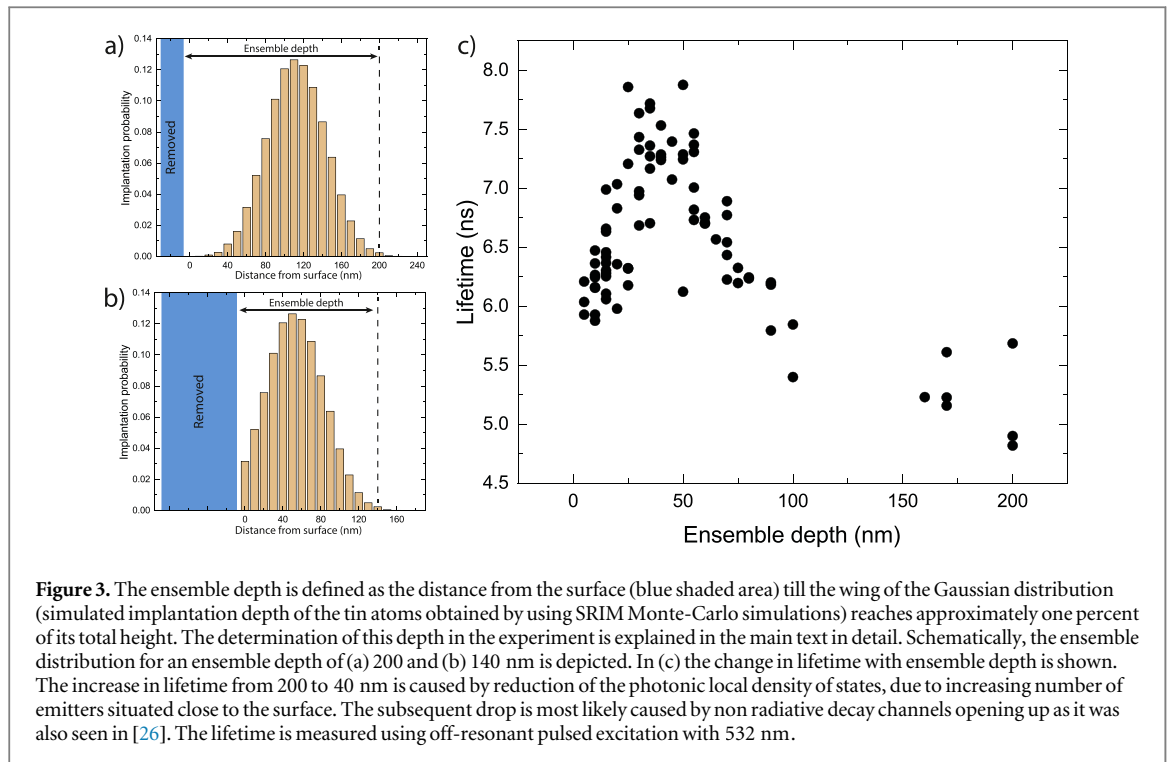 a)
0.14
0.12
0.10
0.08
0.06
0.04
0.02
0.00
Implantation probability
Removed
Ensemble depth
0 40 80 120 160 200 240
Distance from surface (nm)
b)
0.14
0.12
0.10
0.08
0.06
0.04
0.02
0.00
Implantation probability
Removed
Ensemble depth
0 40 80 120 160
Distance from surface (nm)
c)
8.0
7.5
7.0
6.5
6.0
5.5
5.0
4.5
Lifetime (ns)
0 50 100 150 200
Ensemble depth (nm)
Figure 3. The ensemble depth is defined as the distance from the surface (blue shaded area) till the wing of the Gaussian distribution
(simulated implantation depth of the tin atoms obtained by using SRIM Monte-Carlo simulations) reaches approximately one percent
of its total height. The determination of this depth in the experiment is explained in the main text in detail. Schematically, the ensemble
distribution for an ensemble depth of (a) 200 and (b) 140 nm is depicted. In (c) the change in lifetime with ensemble depth is shown.
The increase in lifetime from 200 to 40 nm is caused by reduction of the photonic local density of states, due to increasing number of
emitters situated close to the surface. The subsequent drop is most likely caused by non radiative decay channels opening up as it was
also seen in [26]. The lifetime is measured using off-resonant pulsed excitation with 532 nm.